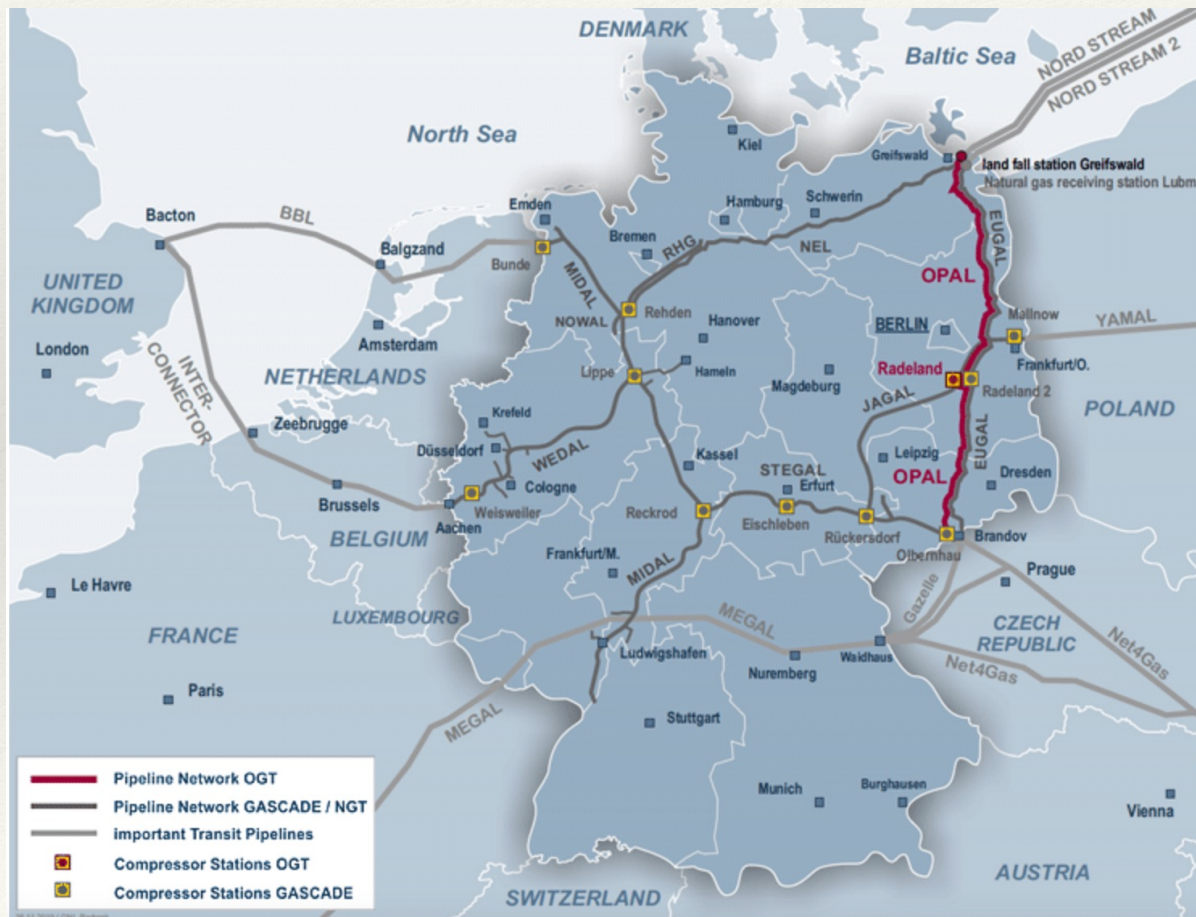 DENMARK
Baltic Sea
NORD STREAM
NORD STREAM 2
North Sea
Kiel
Greifswald
land fall station Greifswald
Natural gas receiving station Lubm
Emden
Hamburg
Schwerin
Bacton
BBL
Balgzand
Bremen
RHG
NEL
EUGAL
Bunde
MIDAL
OPAL
UNITED
KINGDOM
NOWAL
Rehden
Hanover
BERLIN
Mallnow
YAMAL
London
Amsterdam
INTER-
CONNECTOR
NETHERLANDS
Lippe
Hameln
Magdeburg
Radeland
Frankfurt/O.
Radeland 2
JAGAL
POLAND
Krefeld
Zeebrugge
Düsseldorf
WEDAL
Kassel
STEGAL
Leipzig
EUGAL
OPAL
Dresden
Erfurt
Brussels
Cologne
Weisweiler
Aachen
Reckrod
Eischleben
Rückersdorf
BELGIUM
Olbernhau
Brandov
Frankfurt/M.
MIDAL
Prague
Le Havre
Gazelle
LUXEMBOURG
MEGAL
CZECH
REPUBLIC
FRANCE
Ludwigshafen
Waidhaus
Nuremberg
Net4Gas
Net4Gas
Paris
MEGAL
Stuttgart
Pipeline Network OGT
Pipeline Network GASCADE / NGT
important Transit Pipelines
Compressor Stations OGT
Compressor Stations GASCADE
Munich
Burghausen
Vienna
AUSTRIA
SWITZERLAND